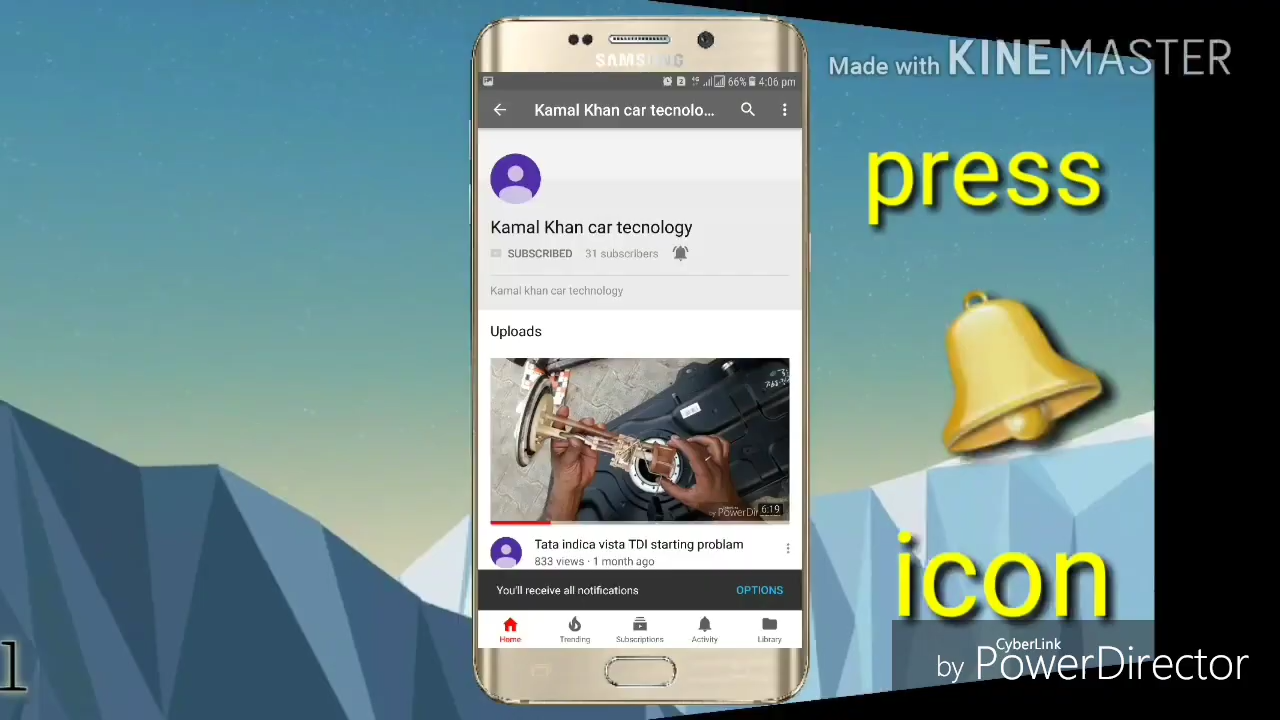 Made with KINEMASTER
SAMSUNG
66% 4:06 pm
Kamal Khan car tecnolo...
press
Kamal Khan car tecnology
SUBSCRIBED 31 subscribers
Kamal khan car technology
Uploads
by PowerDir
6:19
Tata indica vista TDI starting problam
833 views · 1 month ago
icon
You'll receive all notifications OPTIONS
Home Trending Subscriptions Activity Library
l
CyberLink
by PowerDirector